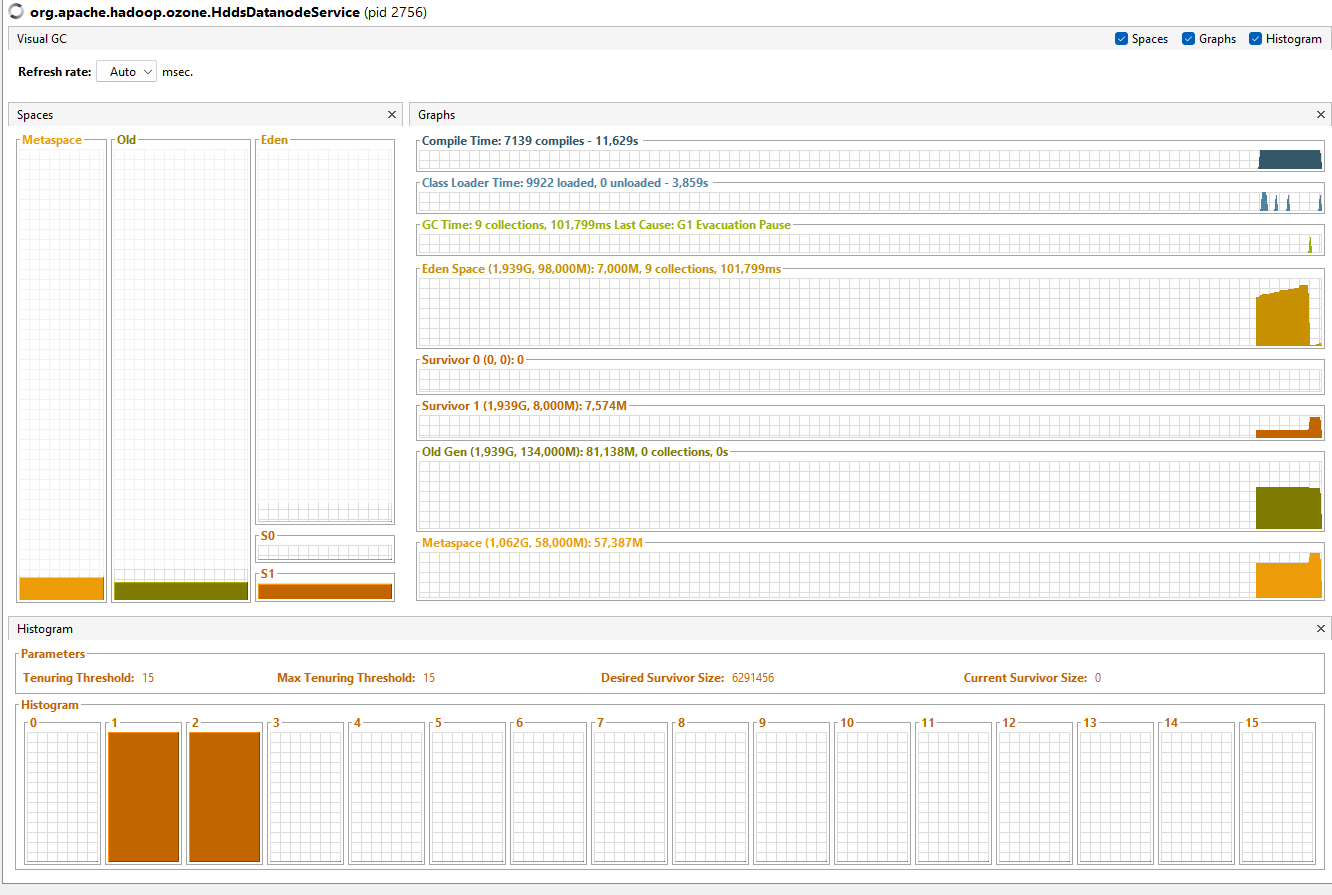 org.apache.hadoop.ozone.HddsDatanodeService (pid 2756)
Visual GC Spaces Graphs Histogram
Refresh rate: Auto msec.
Spaces
Metaspace Old Eden
S0
S1
Graphs
Compile Time: 7139 compiles - 11,629s
Class Loader Time: 9922 loaded, 0 unloaded - 3,859s
GC Time: 9 collections, 101,799ms Last Cause: G1 Evacuation Pause
Eden Space (1,939G, 98,000M): 7,000M, 9 collections, 101,799ms
Survivor 0 (0, 0): 0
Survivor 1 (1,939G, 8,000M): 7,574M
Old Gen (1,939G, 134,000M): 81,138M, 0 collections, 0s
Metaspace (1,062G, 58,000M): 57,387M
Histogram
Parameters
Tenuring Threshold: 15 Max Tenuring Threshold: 15 Desired Survivor Size: 6291456 Current Survivor Size: 0
Histogram
0 1 2 3 4 5 6 7 8 9 10 11 12 13 14 15